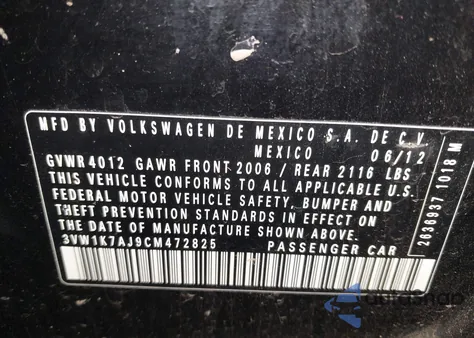 MFD BY VOLKSWAGEN DE MEXICO S.A. DE C.V.
MEXICO 06/12
GVWR 4012 GAWR FRONT 2006 / REAR 2116 LBS
THIS VEHICLE CONFORMS TO ALL APPLICABLE U.S.
FEDERAL MOTOR VEHICLE SAFETY, BUMPER AND
THEFT PREVENTION STANDARDS IN EFFECT ON
THE DATE OF MANUFACTURE SHOWN ABOVE.
3VW1K7AJ9CM472825 PASSENGER CAR
2636937 1018 M
AutoSnap